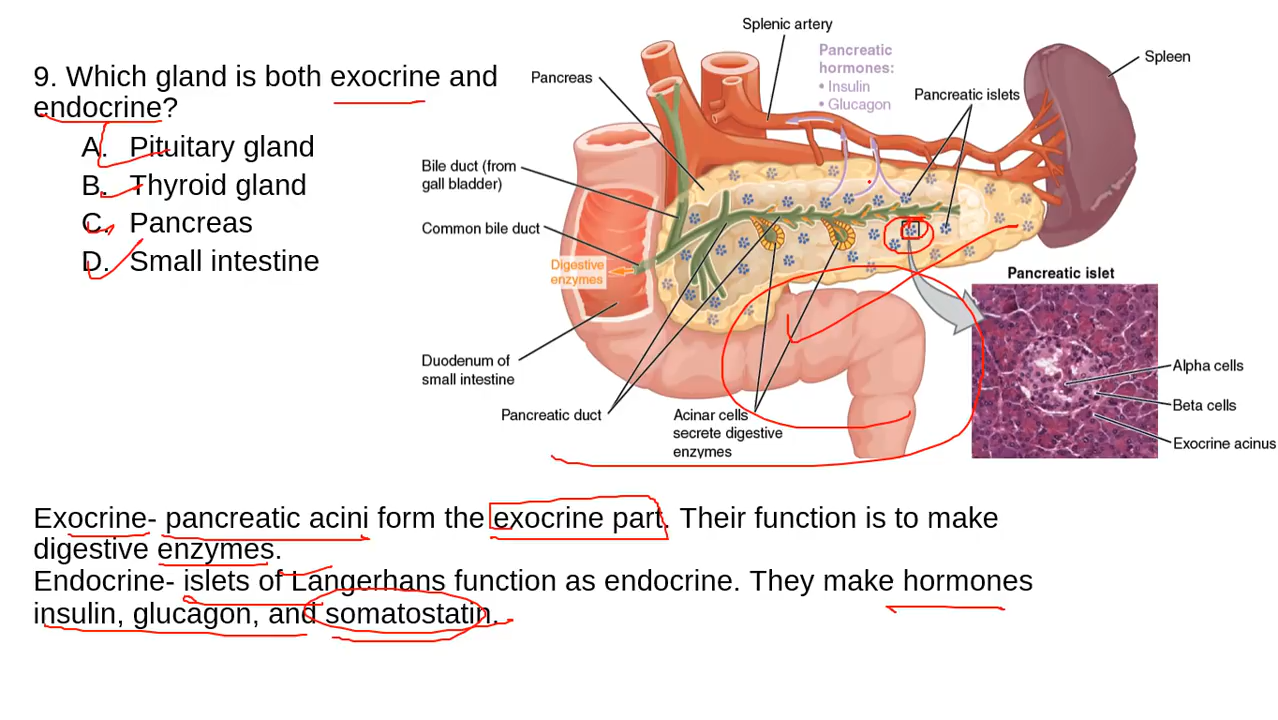 9. Which gland is both exocrine and
endocrine?
A. Pituitary gland
B. Thyroid gland
C. Pancreas
D. Small intestine
Splenic artery
Pancreatic
hormones:
• Insulin
• Glucagon
Spleen
Pancreas
Pancreatic islets
Bile duct (from
gall bladder)
Common bile duct
Digestive
enzymes
Pancreatic islet
Duodenum of
small intestine
Alpha cells
Beta cells
Pancreatic duct
Acinar cells
secrete digestive
enzymes
Exocrine acinus
Exocrine- pancreatic acini form the exocrine part. Their function is to make
digestive enzymes.
Endocrine- islets of Langerhans function as endocrine. They make hormones
insulin, glucagon, and somatostatin.